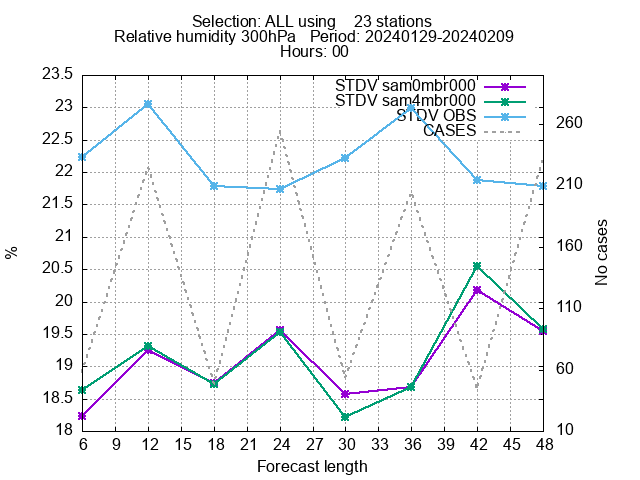 Selection: ALL using 23 stations
Relative humidity 300hPa Period: 20240129-20240209
Hours: 00
STDV sam0mbr000
STDV sam4mbr000
STDV OBS
CASES
23.5
23
22.5
22
21.5
21
20.5
20
19.5
19
18.5
18
%
260
210
160
110
60
10
No cases
6 9 12 15 18 21 24 27 30 33 36 39 42 45 48
Forecast length